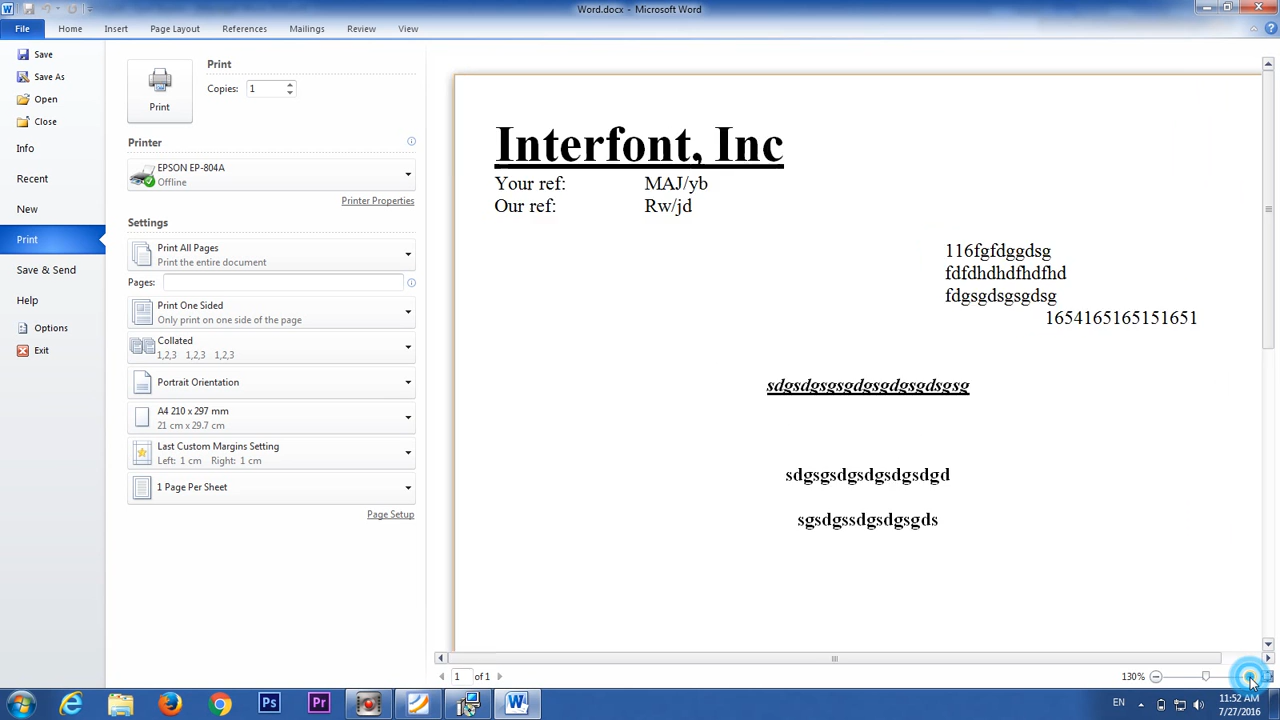 Word.docx - Microsoft Word
File Home Insert Page Layout References Mailings Review View
Save
Save As
Open
Close
Info
Recent
New
Print
Save & Send
Help
Options
Exit
Print
Print
Copies: 1
Printer
EPSON EP-804A
Offline
Printer Properties
Settings
Print All Pages
Print the entire document
Pages:
Print One Sided
Only print on one side of the page
Collated
1,2,3 1,2,3 1,2,3
Portrait Orientation
A4 210 x 297 mm
21 cm x 29.7 cm
Last Custom Margins Setting
Left: 1 cm Right: 1 cm
1 Page Per Sheet
Page Setup
Interfont, Inc
Your ref: MAJ/yb
Our ref: Rw/jd
116fgfdggdsg
fdfdhdhfdhfdhd
fdgsgdsgsgdsg
1654165165151651
sdgsdgsgsgdgsgdgsgdsgsg
sdgsgsdgsdgsdgsdgd
sgsdgssdgsdgsgds
1 of 1
130%
Ps Pr
EN 11:52 AM
7/27/2016